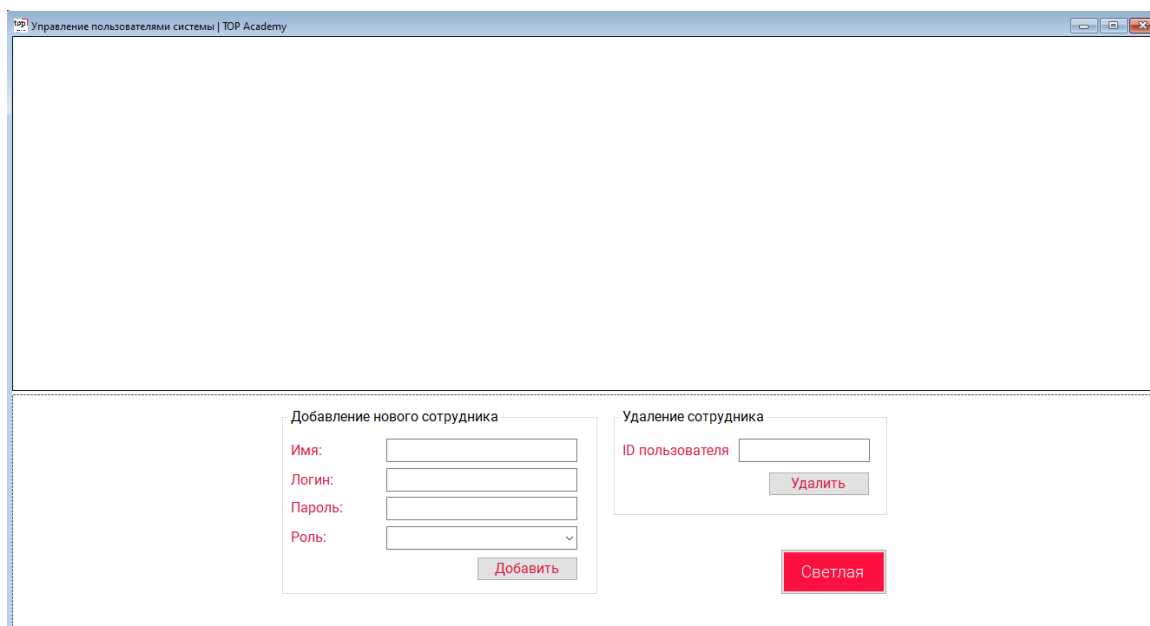 top Управление пользователями системы | TOP Academy
Добавление нового сотрудника
Имя:
Логин:
Пароль:
Роль:
Добавить
Удаление сотрудника
ID пользователя
Удалить
Светлая